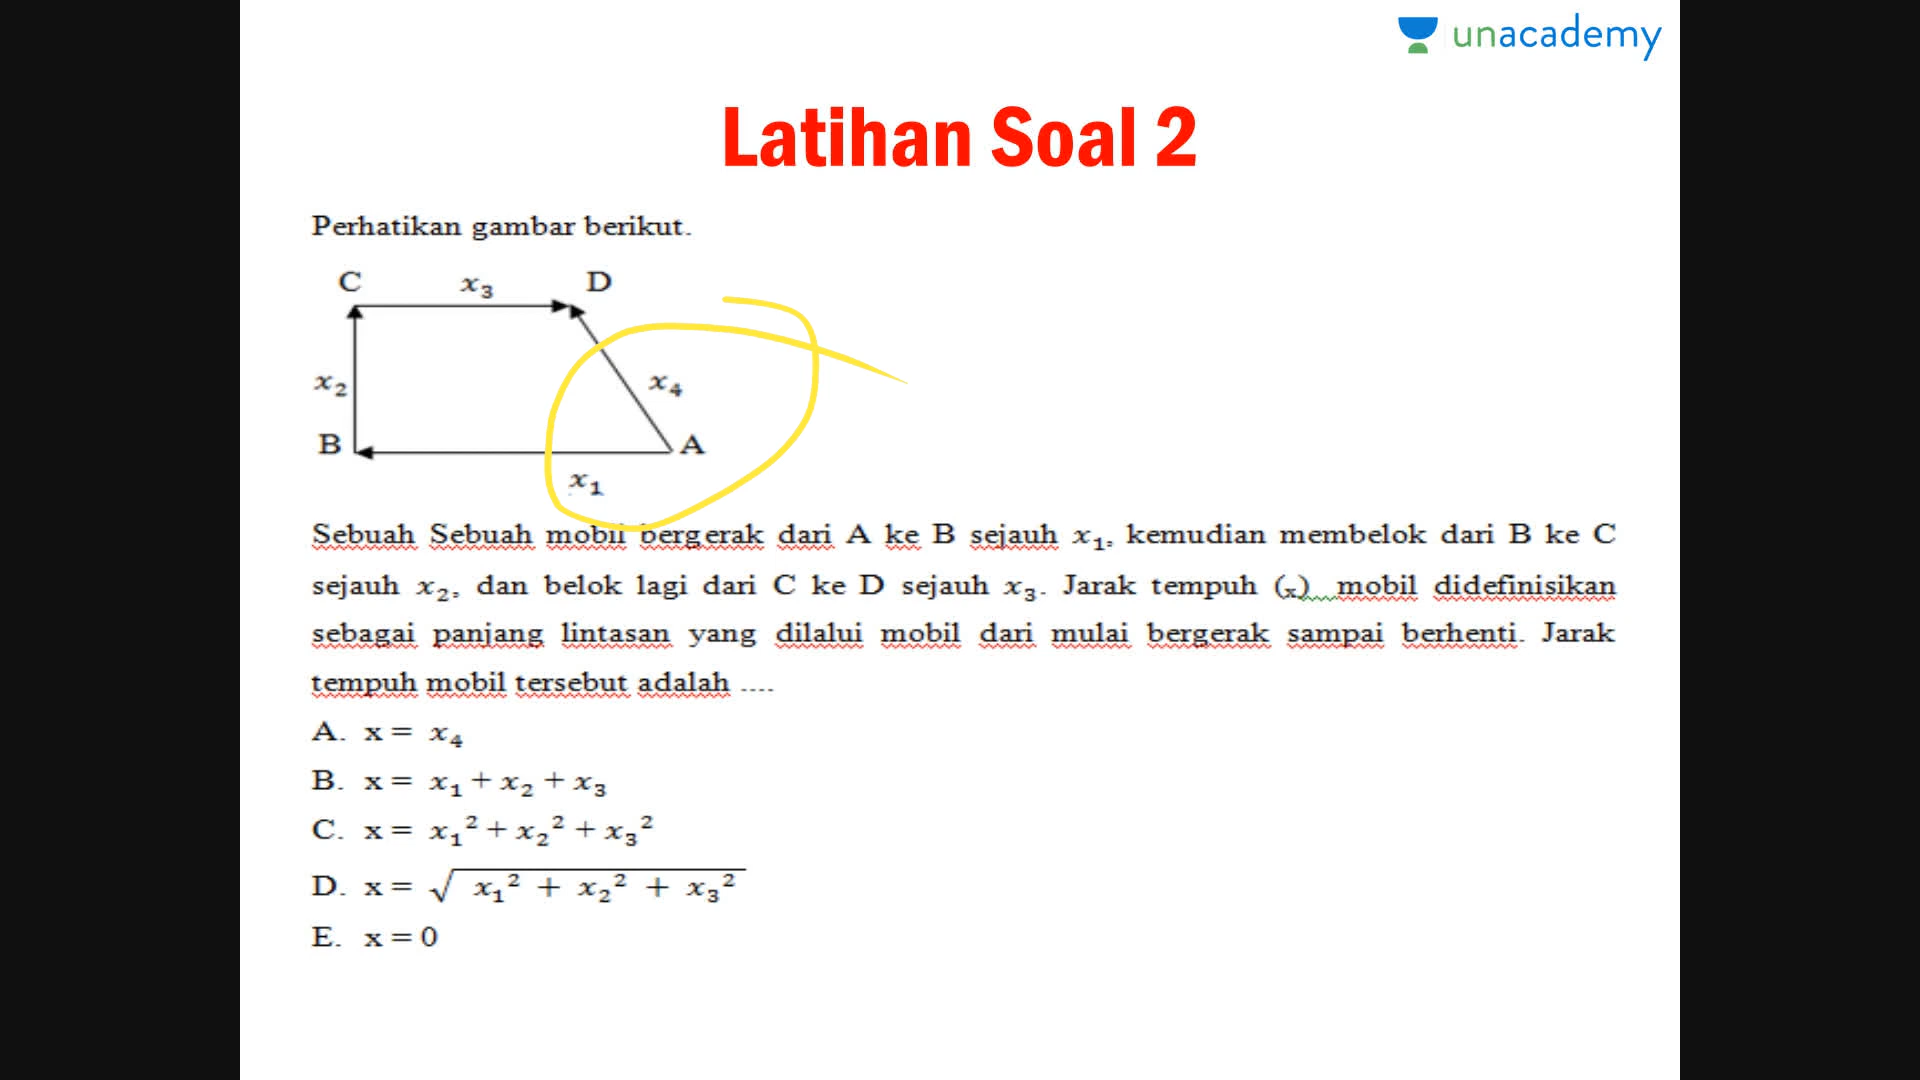 unacademy
Latihan Soal 2
Perhatikan gambar berikut.
C x₃ D
x₂ x₄
B A
x₁
Sebuah Sebuah mobil bergerak dari A ke B sejauh x₁, kemudian membelok dari B ke C
sejauh x₂, dan belok lagi dari C ke D sejauh x₃. Jarak tempuh (x) mobil didefinisikan
sebagai panjang lintasan yang dilalui mobil dari mulai bergerak sampai berhenti. Jarak
tempuh mobil tersebut adalah ....
A. x = x₄
B. x = x₁ + x₂ + x₃
C. x = x₁² + x₂² + x₃²
D. x = √(x₁² + x₂² + x₃²)
E. x = 0